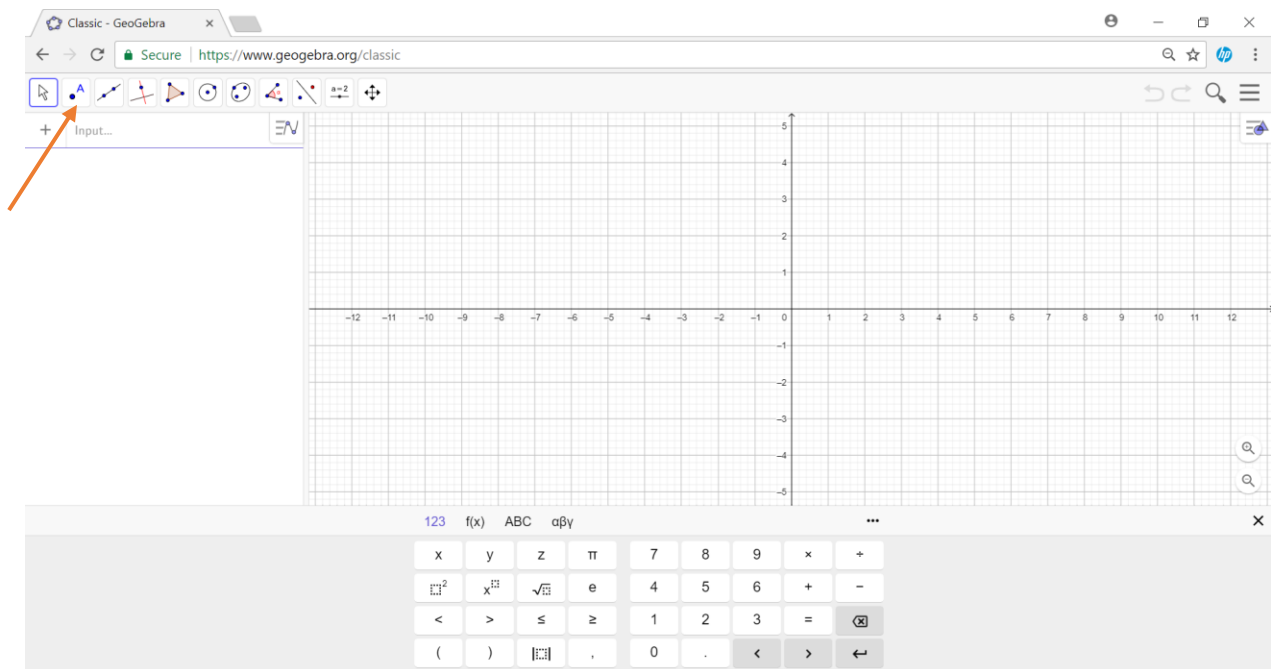 Classic - GeoGebra
Secure | https://www.geogebra.org/classic
A
a=2
Input...
5
4
3
2
1
−12 −11 −10 −9 −8 −7 −6 −5 −4 −3 −2 −1 0 1 2 3 4 5 6 7 8 9 10 11 12
−1
−2
−3
−4
−5
123 f(x) ABC αβγ
x y z π 7 8 9 × ÷
□² x□ √□ e 4 5 6 + −
< > ≤ ≥ 1 2 3 =
( ) |□| , 0 . < >